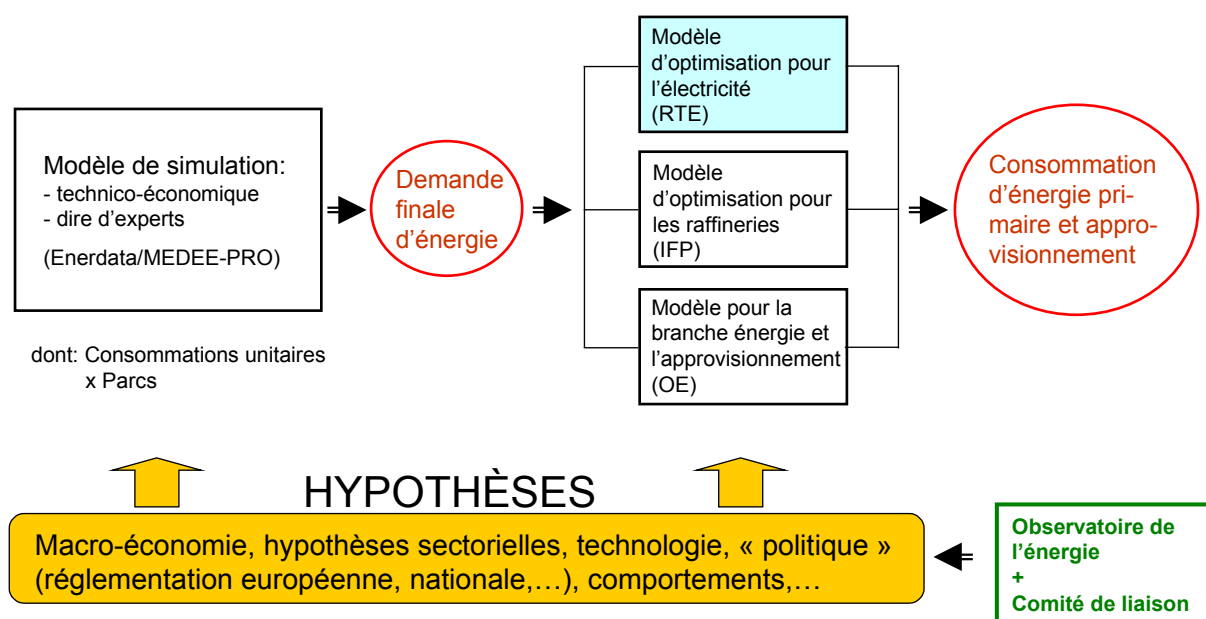 Modèle de simulation:
- technico-économique
- dire d'experts
(Enerdata/MEDEE-PRO)
dont: Consommations unitaires
x Parcs
Demande
finale
d'énergie
Modèle
d'optimisation pour
l'électricité
(RTE)
Modèle
d'optimisation pour
les raffineries
(IFP)
Modèle pour la
branche énergie et
l'approvisionnement
(OE)
Consommation
d'énergie pri-
maire et appro-
visionnement
HYPOTHÈSES
Macro-économie, hypothèses sectorielles, technologie, « politique »
(réglementation européenne, nationale,…), comportements,…
Observatoire de
l'énergie
+
Comité de liaison